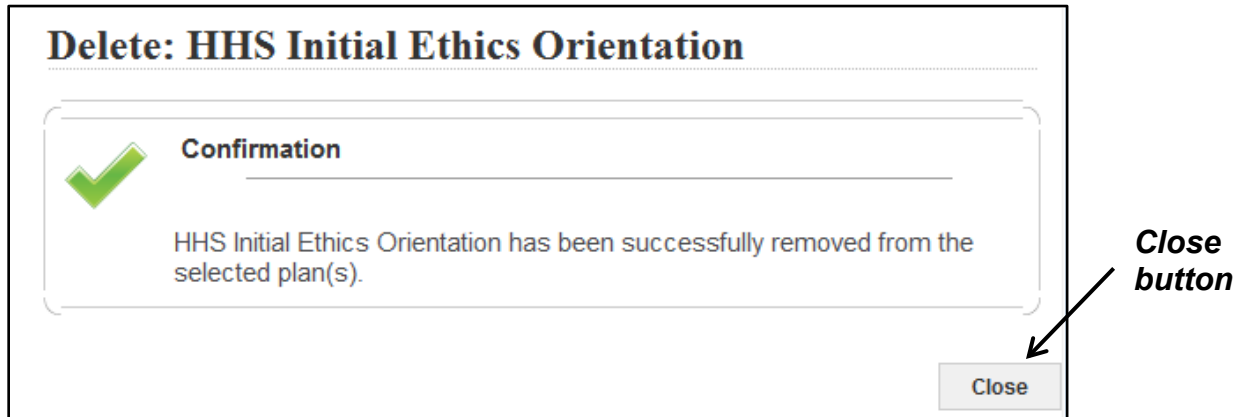 Delete: HHS Initial Ethics Orientation
Confirmation
HHS Initial Ethics Orientation has been successfully removed from the
selected plan(s).
Close
button
Close